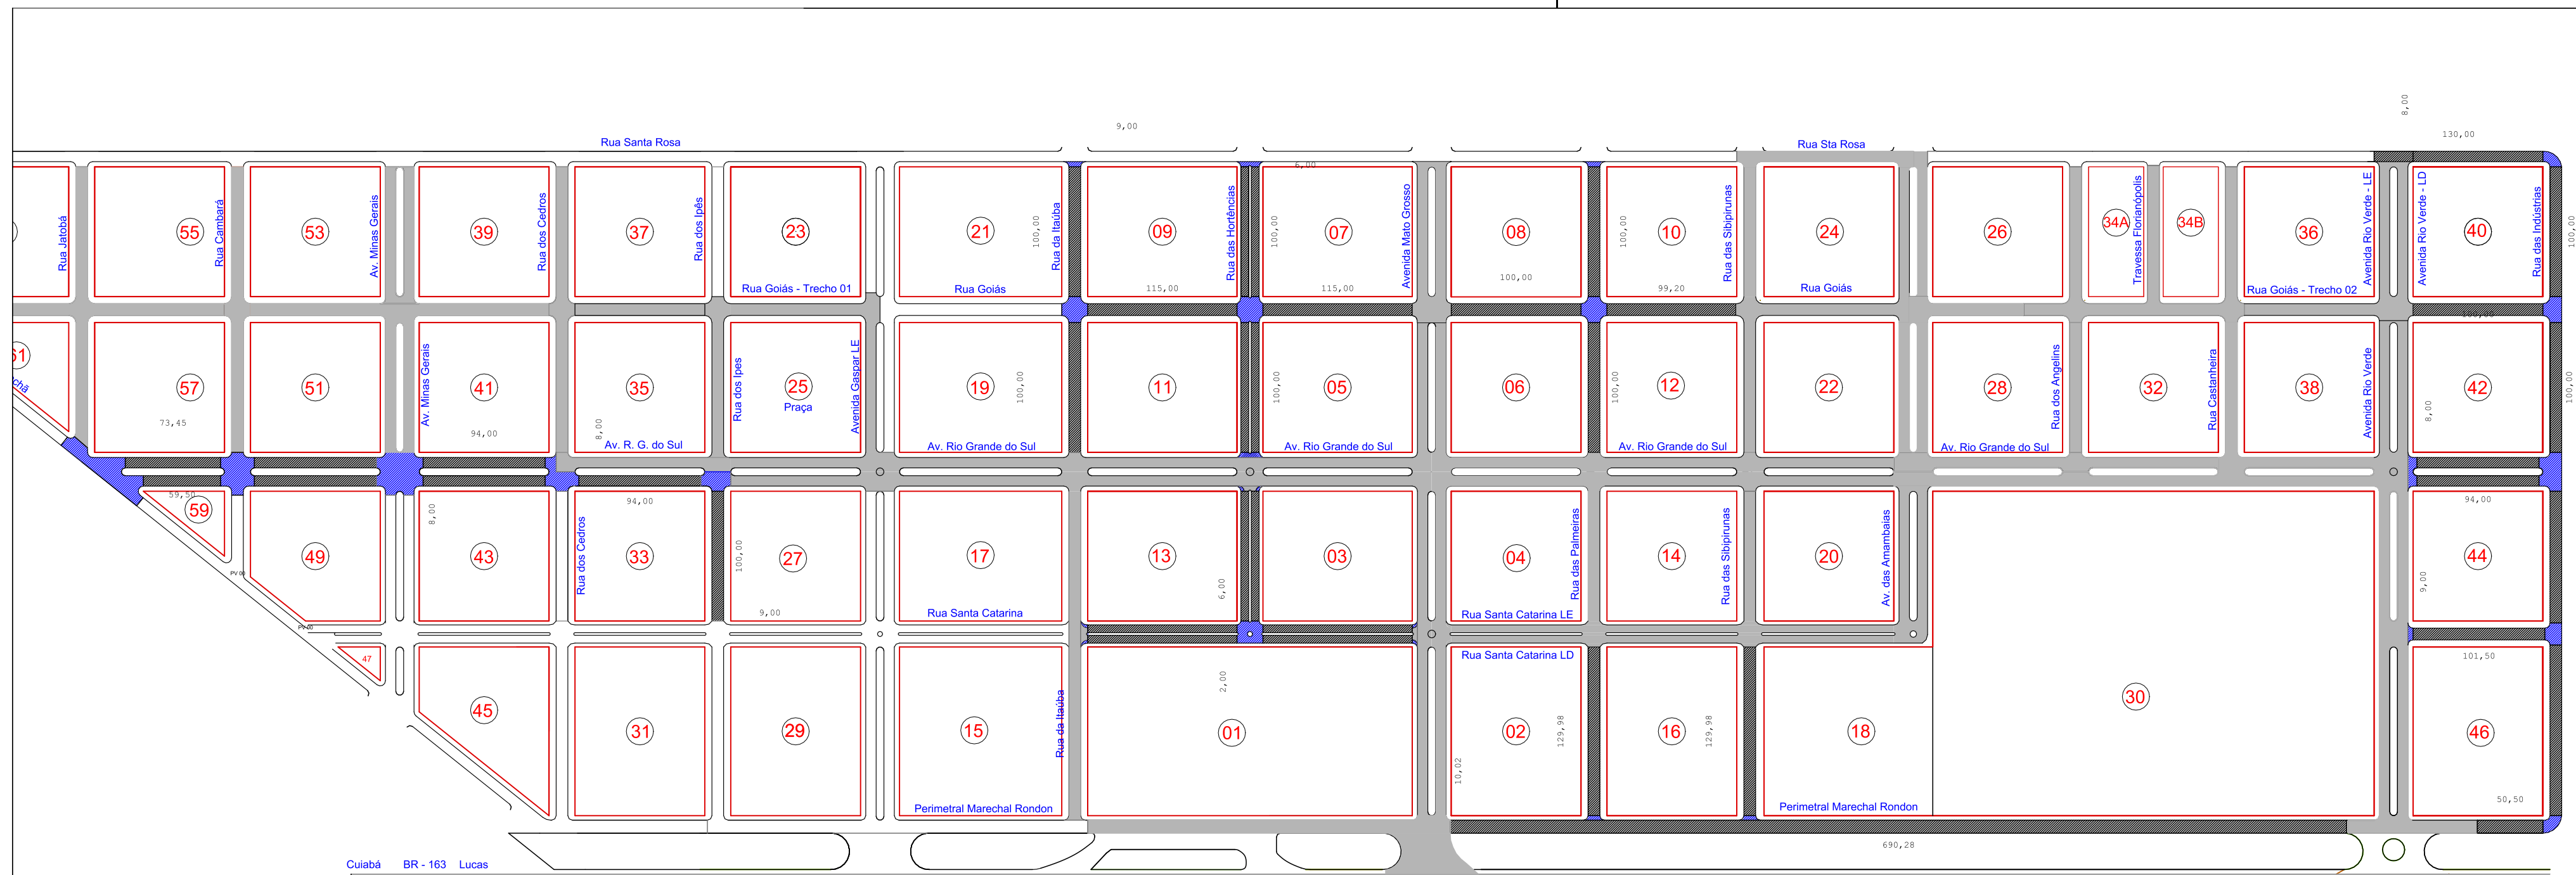 8,00
9,00
130,00
Rua Santa Rosa
Rua Sta Rosa
6,00
Rua Jatobá
55
Rua Cambará
53
Av. Minas Gerais
39
Rua dos Cedros
37
Rua dos Ipês
23
21
100,00
Rua da Itaúba
09
Rua das Hortências
100,00
07
Avenida Mato Grosso
08
100,00
10
Rua das Sibipirunas
24
26
34A
Travessa Florianópolis
34B
36
Avenida Rio Verde - LE
Avenida Rio Verde - LD
40
Rua das Indústrias
100,00
Rua Goiás - Trecho 01
Rua Goiás
115,00
115,00
100,00
99,20
Rua Goiás
Rua Goiás - Trecho 02
100,00
61
chã
57
73,45
51
Av. Minas Gerais
41
94,00
8,00
35
Av. R. G. do Sul
Rua dos Ipes
25
Praça
Avenida Gaspar LE
19
100,00
Av. Rio Grande do Sul
11
100,00
05
Av. Rio Grande do Sul
06
100,00
12
Av. Rio Grande do Sul
22
28
Av. Rio Grande do Sul
Rua dos Angelins
32
Rua Castanheira
38
Avenida Rio Verde
8,00
42
100,00
59,50
59
PV 00
49
8,00
43
Rua dos Cedros
94,00
33
100,00
27
9,00
17
Rua Santa Catarina
13
6,00
03
04
Rua das Palmeiras
Rua Santa Catarina LE
14
Rua das Sibipirunas
20
Av. das Amambaias
94,00
9,00
44
PV 00
47
45
31
29
15
Perimetral Marechal Rondon
Rua da Itaúba
2,00
01
Rua Santa Catarina LD
10,02
02
129,98
16
129,98
18
Perimetral Marechal Rondon
30
101,50
46
50,50
690,28
Cuiabá BR - 163 Lucas